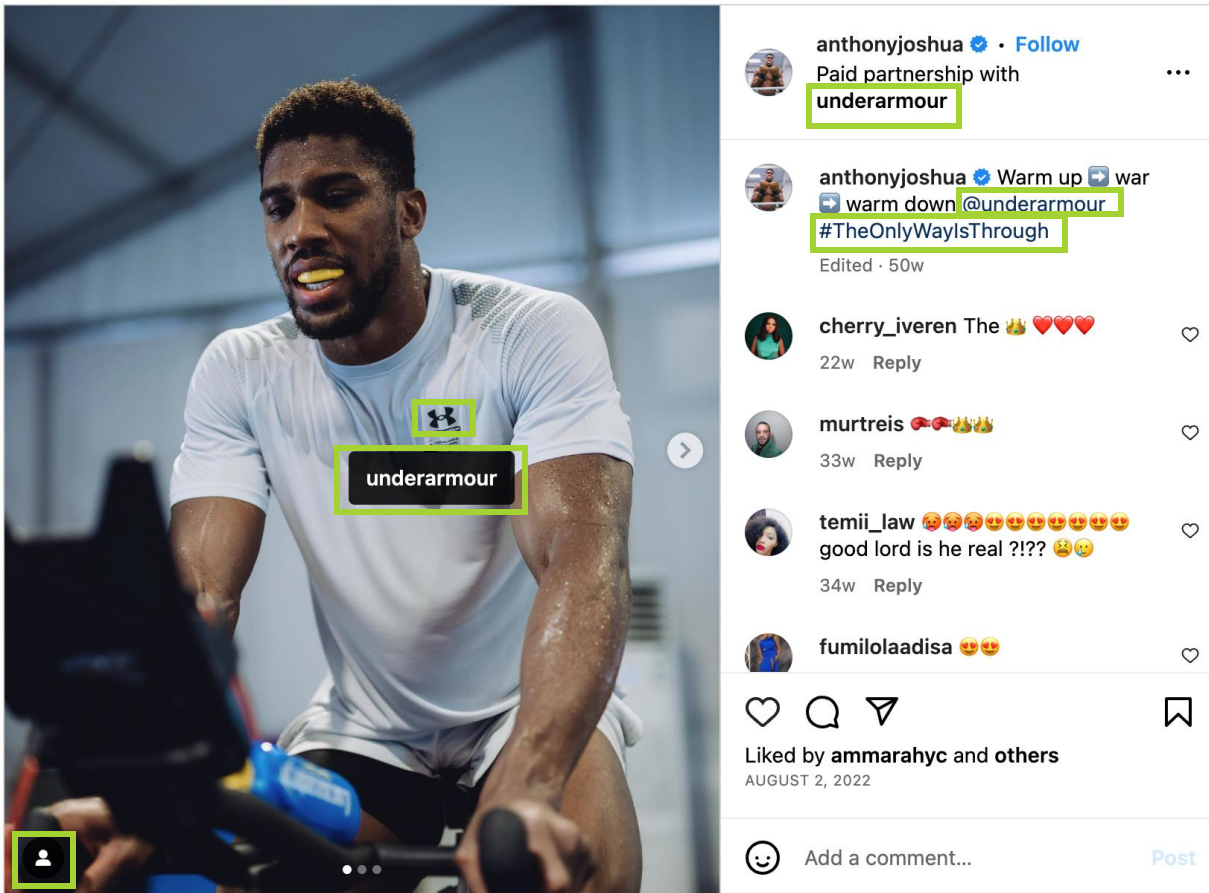 underarmour
anthonyjoshua • Follow
Paid partnership with
underarmour
anthonyjoshua Warm up ➡️ war
➡️ warm down @underarmour
#TheOnlyWayIsThrough
Edited · 50w
cherry_iveren The 👑 ❤️❤️❤️
22w Reply
murtreis 🥊🥊👑👑
33w Reply
temii_law 🥵🥵🥵😍😍😍😍😍😍😍
good lord is he real ?!?? 😫🥲
34w Reply
fumilolaadisa 😍😍
Liked by ammarahyc and others
AUGUST 2, 2022
Add a comment...
Post